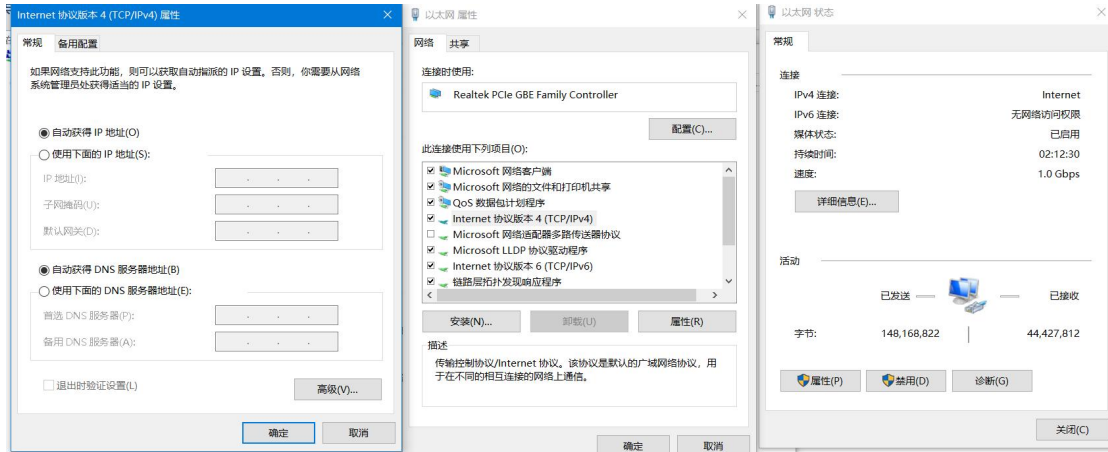 Internet 协议版本 4 (TCP/IPv4) 属性
常规 备用配置
如果网络支持此功能，则可以获取自动指派的 IP 设置。否则，你需要从网络
系统管理员处获得适当的 IP 设置。
自动获得 IP 地址(O)
使用下面的 IP 地址(S):
IP 地址(I):
子网掩码(U):
默认网关(D):
自动获得 DNS 服务器地址(B)
使用下面的 DNS 服务器地址(E):
首选 DNS 服务器(P):
备用 DNS 服务器(A):
退出时验证设置(L)
高级(V)...
确定 取消
以太网 属性
网络 共享
连接时使用:
Realtek PCIe GBE Family Controller
配置(C)...
此连接使用下列项目(O):
Microsoft 网络客户端
Microsoft 网络的文件和打印机共享
QoS 数据包计划程序
Internet 协议版本 4 (TCP/IPv4)
Microsoft 网络适配器多路传送器协议
Microsoft LLDP 协议驱动程序
Internet 协议版本 6 (TCP/IPv6)
链路层拓扑发现响应程序
安装(N)... 卸载(U) 属性(R)
描述
传输控制协议/Internet 协议。该协议是默认的广域网络协议，用
于在不同的相互连接的网络上通信。
确定 取消
以太网 状态
常规
连接
IPv4 连接: Internet
IPv6 连接: 无网络访问权限
媒体状态: 已启用
持续时间: 02:12:30
速度: 1.0 Gbps
详细信息(E)...
活动
已发送 已接收
字节: 148,168,822 44,427,812
属性(P) 禁用(D) 诊断(G)
关闭(C)